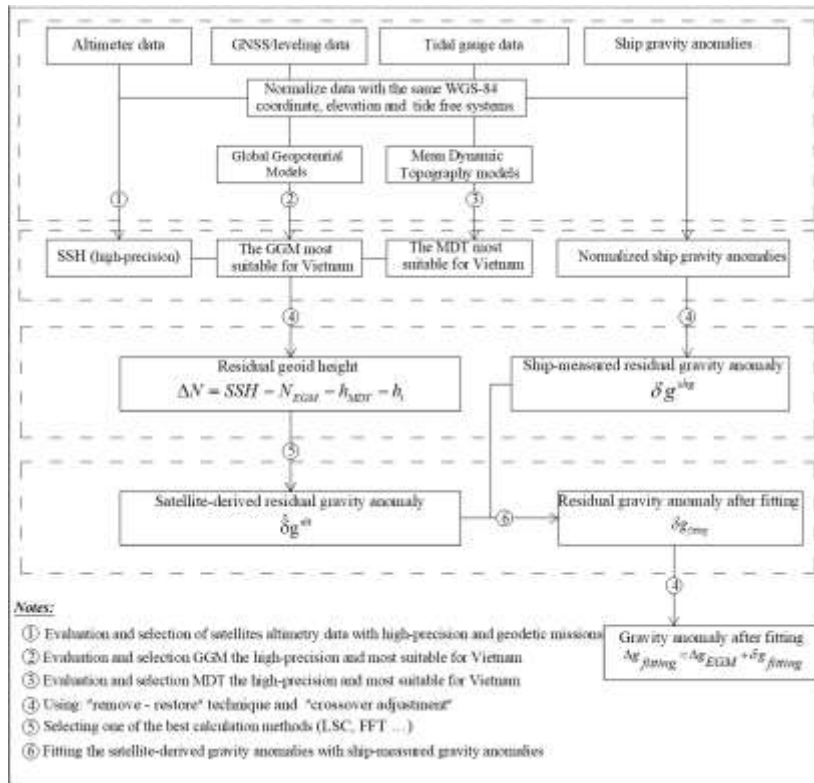 Altimeter data
GNSS/leveling data
Tidal gauge data
Ship gravity anomalies
Normalize data with the same WGS-84
coordinate, elevation and tide free systems
Global Geopotential
Models
Mean Dynamic
Topography models
①
②
③
SSH (high-precision)
The GGM most
suitable for Vietnam
The MDT most
suitable for Vietnam
Normalized ship gravity anomalies
④
④
Residual geoid height
ΔN = SSH − N_EGM − h_MDT − h_t
Ship-measured residual gravity anomaly
δg^shg
⑤
Satellite-derived residual gravity anomaly
δ̂g
⑥
Residual gravity anomaly after fitting
δg_fitting
④
Notes:
① Evaluation and selection of satellites altimetry data with high-precision and geodetic missions
② Evaluation and selection GGM the high-precision and most suitable for Vietnam
③ Evaluation and selection MDT the high-precision and most suitable for Vietnam
④ Using "remove - restore" technique and "crossover adjustment"
⑤ Selecting one of the best calculation methods (LSC, FFT ...)
⑥ Fitting the satellite-derived gravity anomalies with ship-measured gravity anomalies
Gravity anomaly after fitting
Δg_fitting = Δg_EGM + δg_fitting